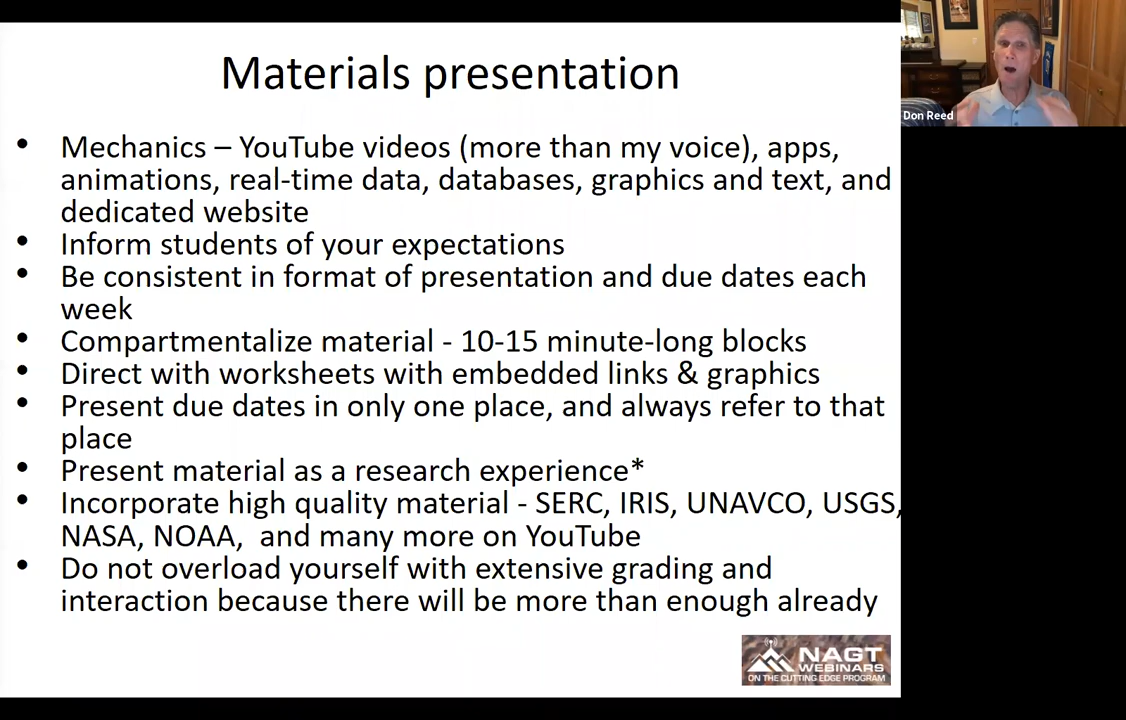 Materials presentation
• Mechanics – YouTube videos (more than my voice), apps,
animations, real-time data, databases, graphics and text, and
dedicated website
• Inform students of your expectations
• Be consistent in format of presentation and due dates each
week
• Compartmentalize material - 10-15 minute-long blocks
• Direct with worksheets with embedded links & graphics
• Present due dates in only one place, and always refer to that
place
• Present material as a research experience*
• Incorporate high quality material - SERC, IRIS, UNAVCO, USGS,
NASA, NOAA,  and many more on YouTube
• Do not overload yourself with extensive grading and
interaction because there will be more than enough already
NAGT
WEBINARS
ON THE CUTTING EDGE PROGRAM
Don Reed